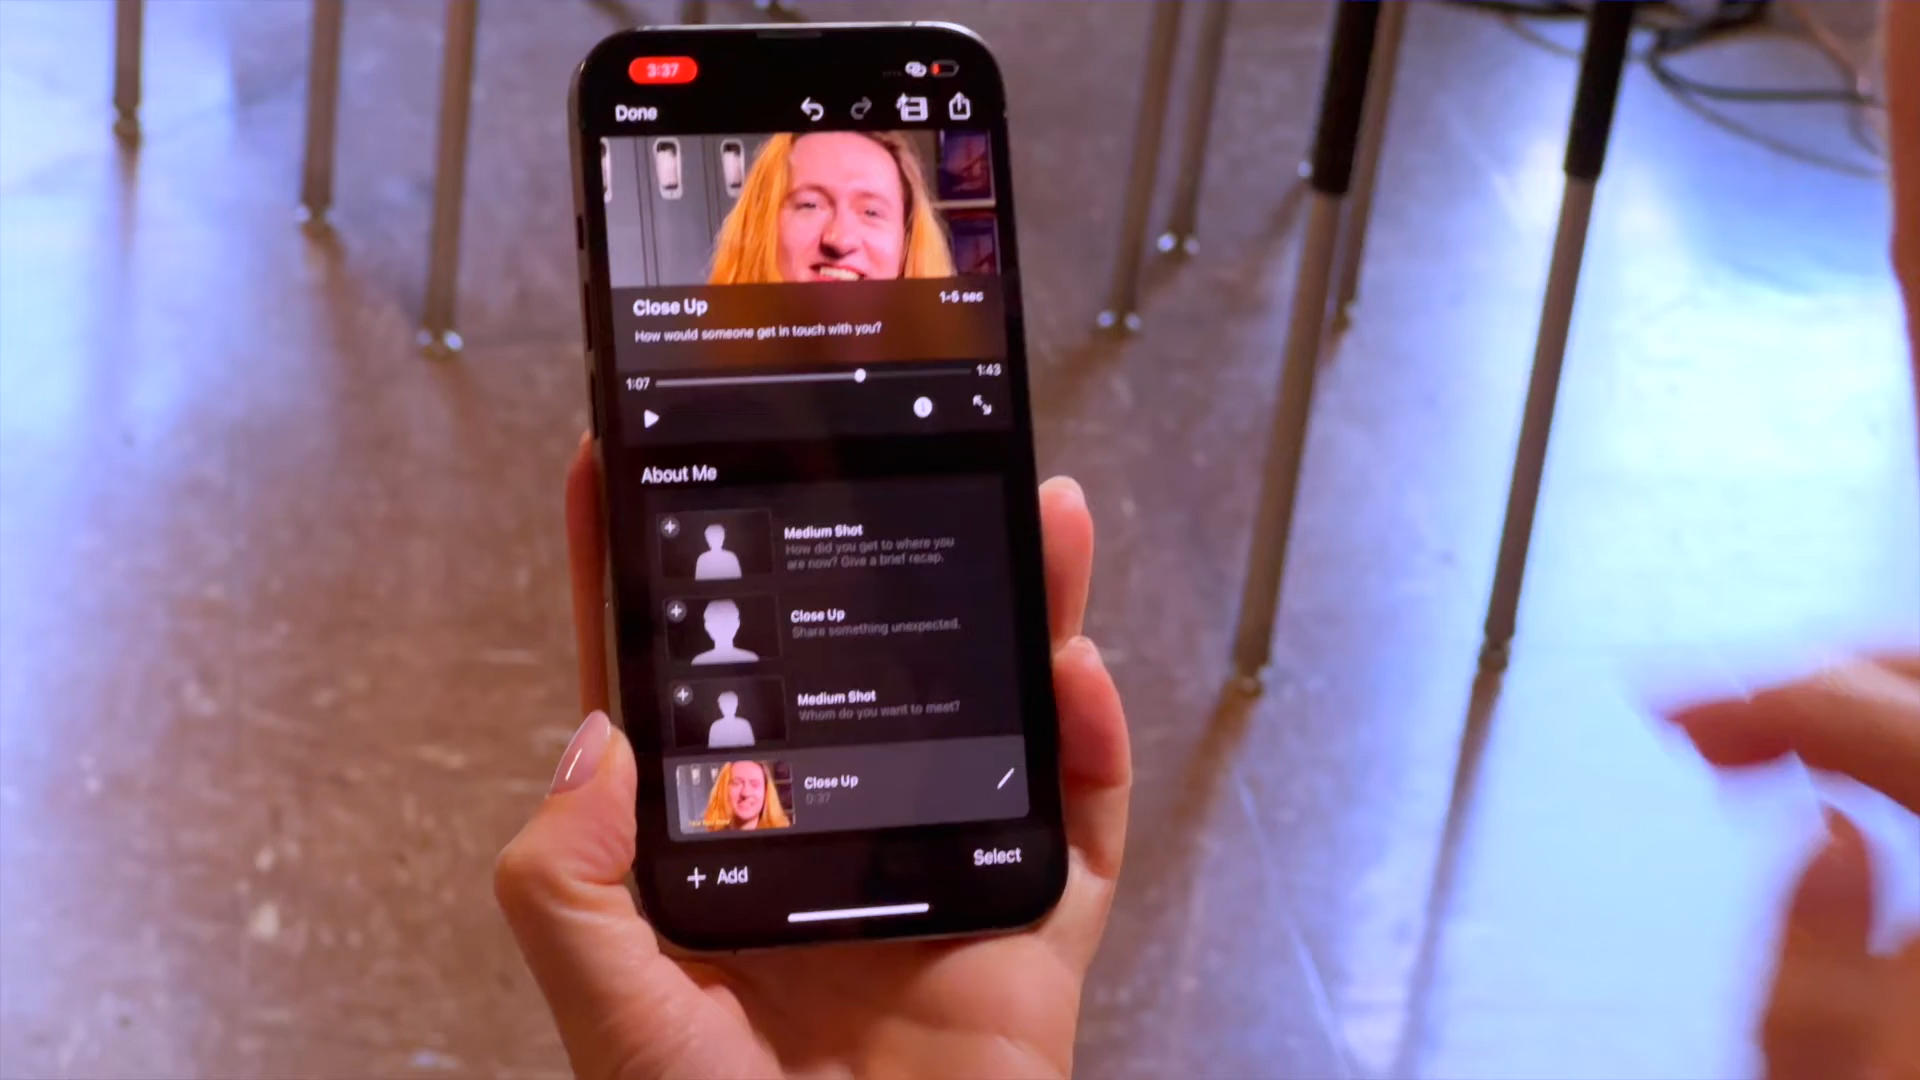 3:37
Done
Close Up
1-5 sec
How would someone get in touch with you?
1:07
1:43
About Me
Medium Shot
How did you get to where you
are now? Give a brief recap.
Close Up
Share something unexpected.
Medium Shot
Whom do you want to meet?
Close Up
0:37
Add
Select